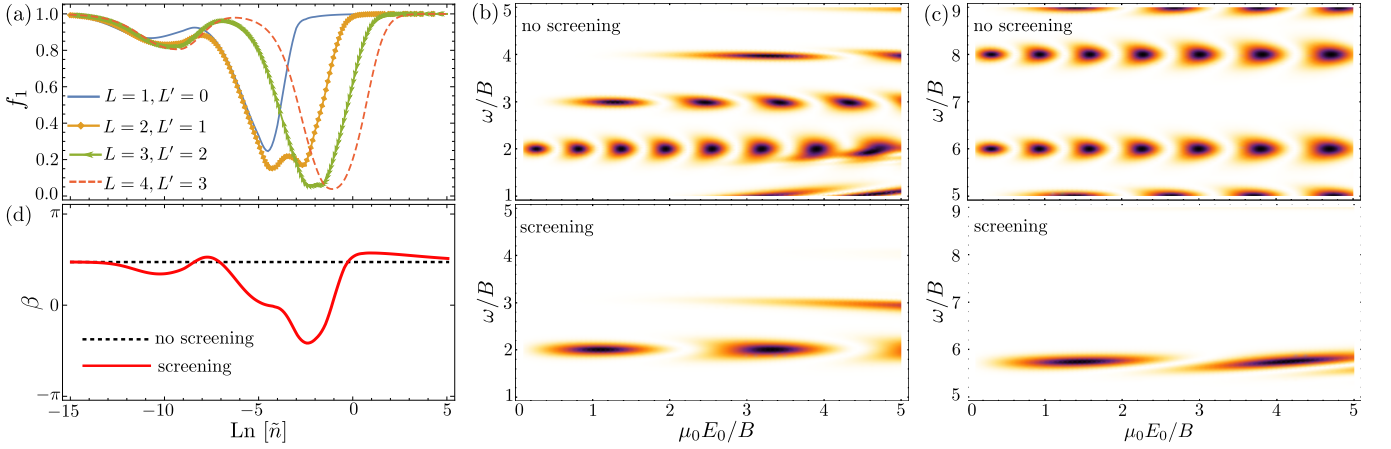 (a)
1.0
0.8
0.6
0.4
0.2
0.0
f₁
L = 1, L′ = 0
L = 2, L′ = 1
L = 3, L′ = 2
L = 4, L′ = 3
(d)
π
0
−π
β
no screening
screening
−15
−10
−5
0
5
Ln [ñ]
(b)
5
4
3
2
1
ω/B
no screening
5
4
3
2
1
ω/B
screening
0
1
2
3
4
5
μ₀E₀/B
(c)
9
8
7
6
5
ω/B
no screening
9
8
7
6
5
ω/B
screening
0
1
2
3
4
5
μ₀E₀/B